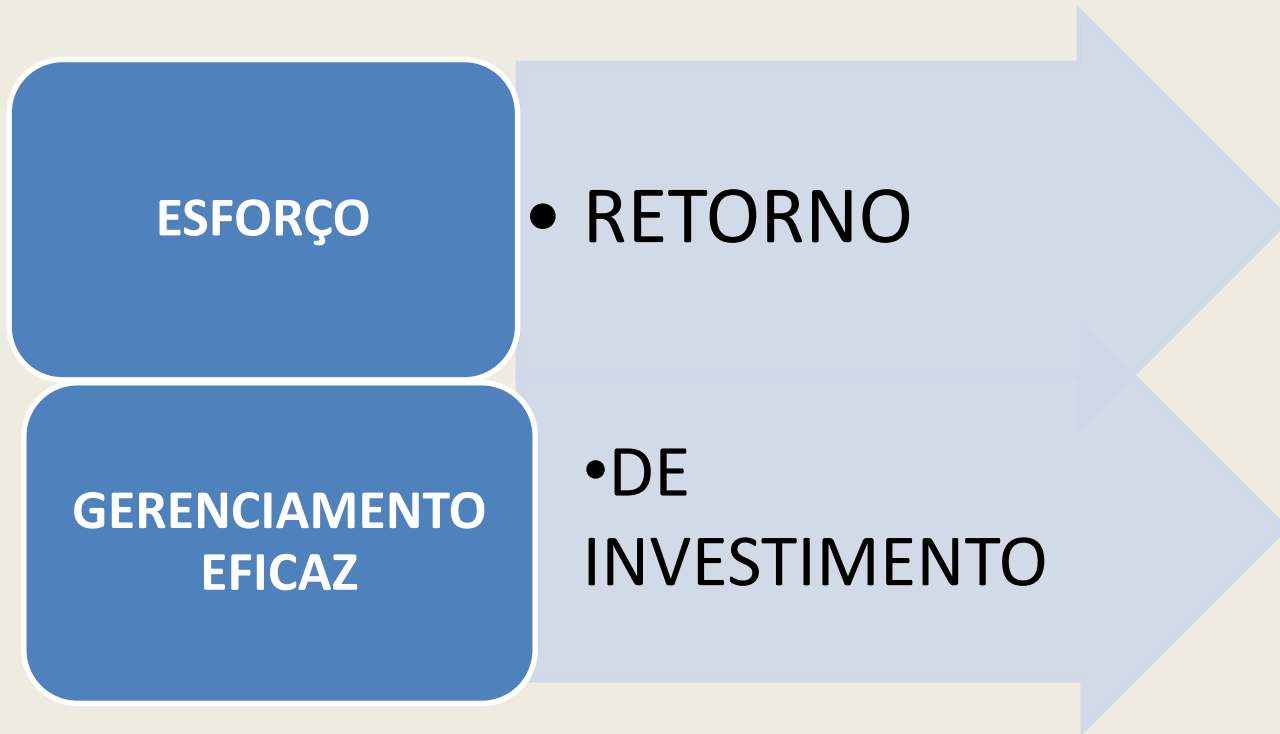 ESFORÇO
• RETORNO
GERENCIAMENTO
EFICAZ
•DE
INVESTIMENTO